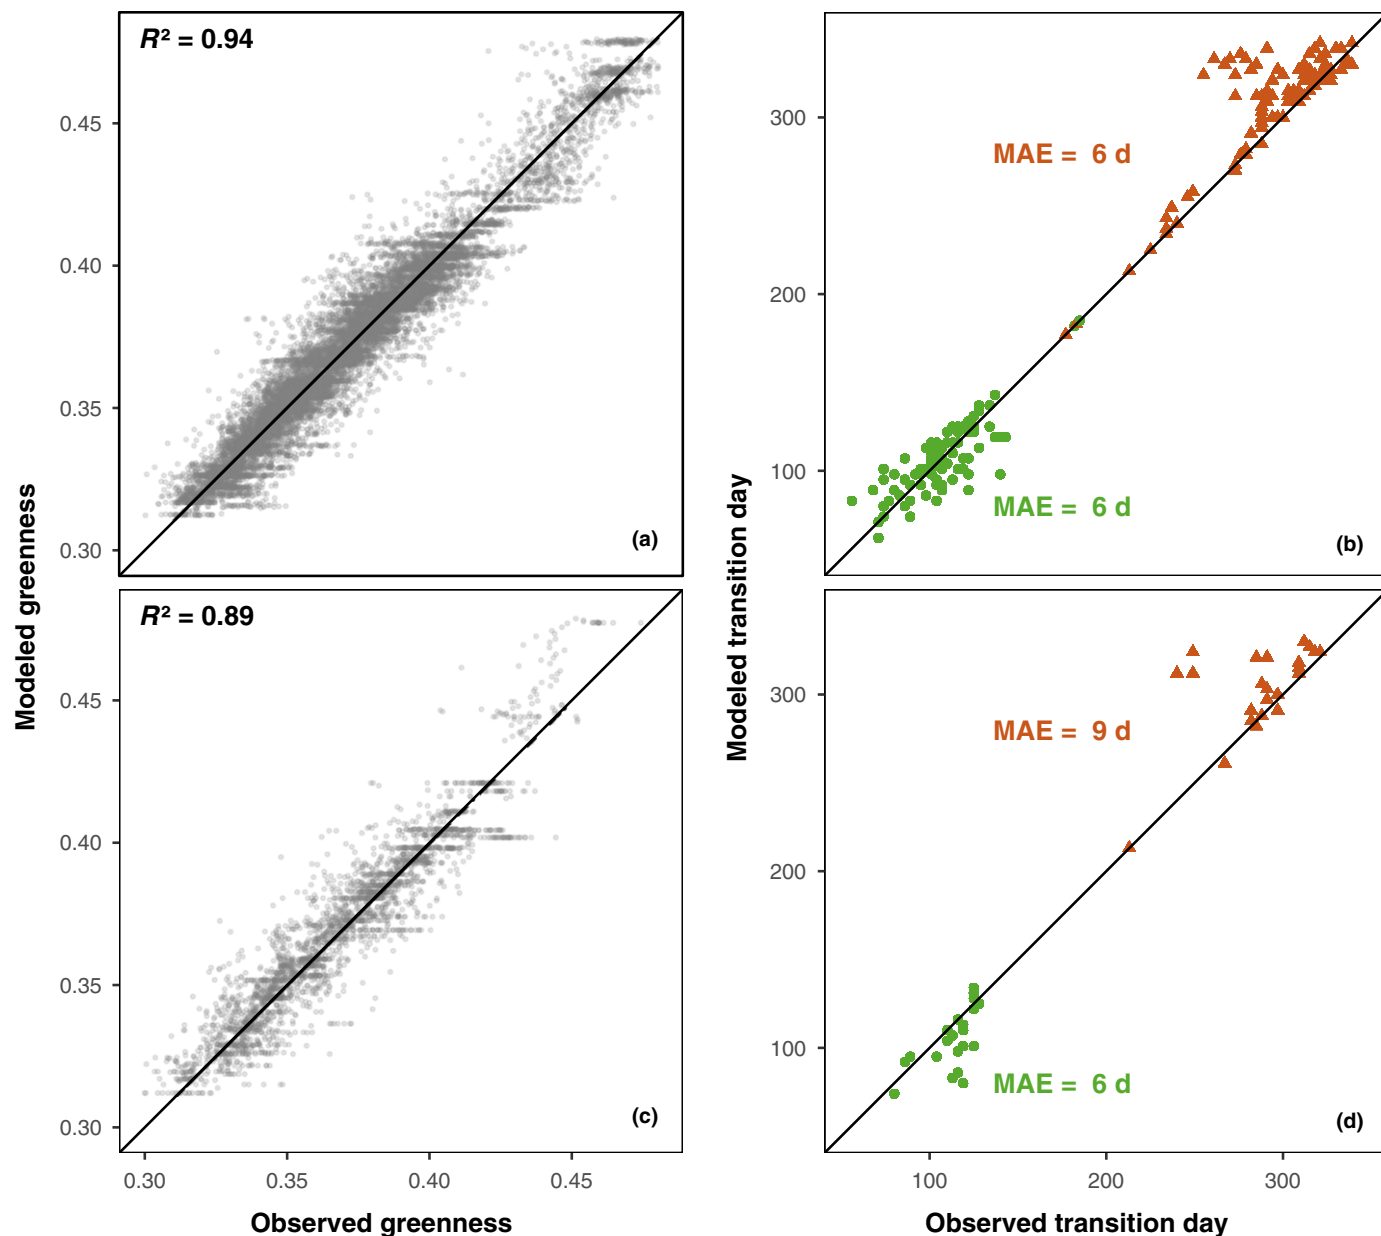 R² = 0.94
0.45
0.40
0.35
0.30
(a)
300
200
100
MAE = 6 d
MAE = 6 d
(b)
Modeled greenness
Modeled transition day
R² = 0.89
0.45
0.40
0.35
0.30
(c)
0.30 0.35 0.40 0.45
Observed greenness
300
200
100
MAE = 9 d
MAE = 6 d
(d)
100 200 300
Observed transition day